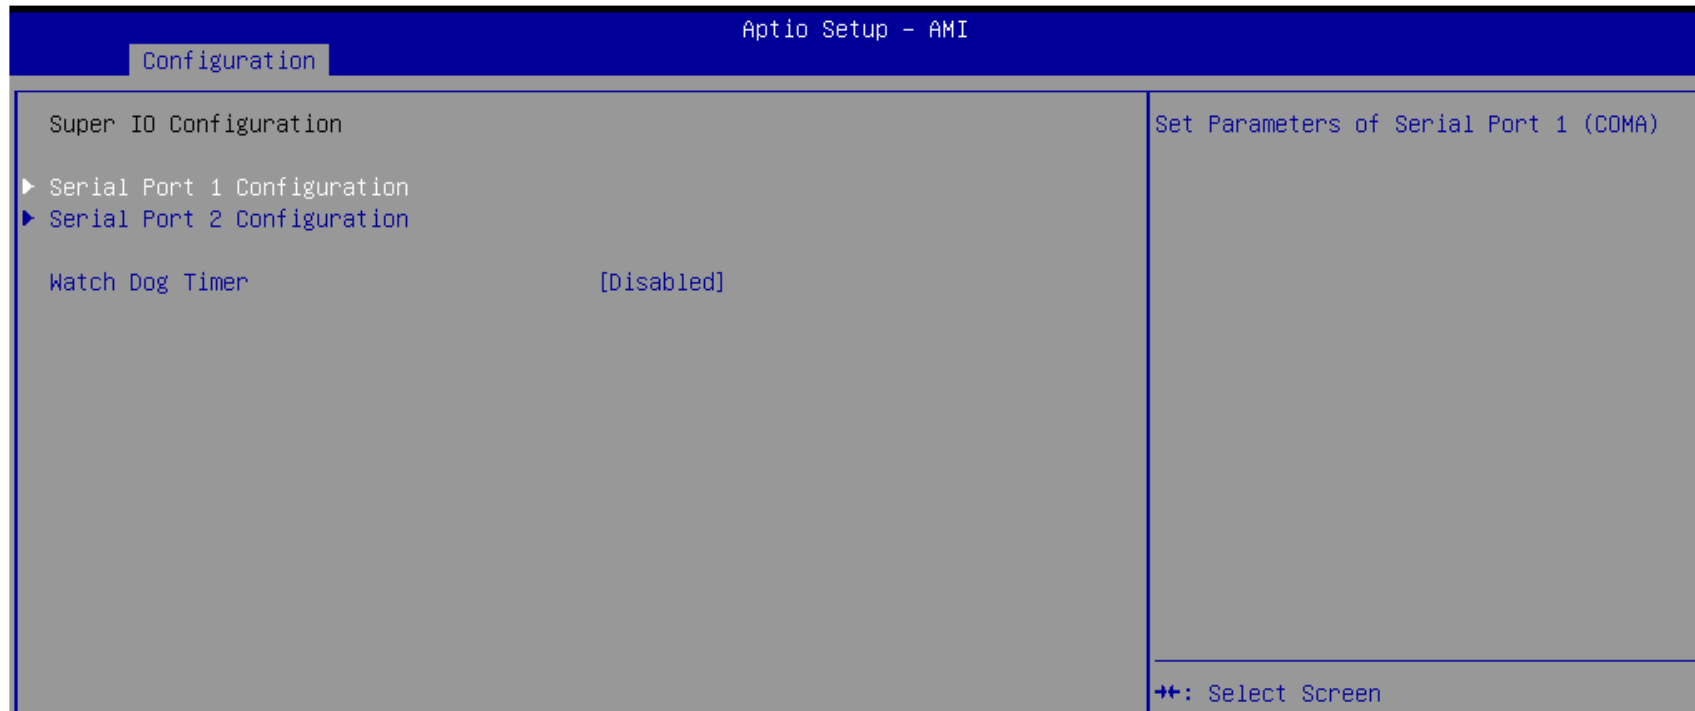 Aptio Setup – AMI
Configuration
Super IO Configuration
Serial Port 1 Configuration
Serial Port 2 Configuration
Watch Dog Timer [Disabled]
Set Parameters of Serial Port 1 (COMA)
→←: Select Screen